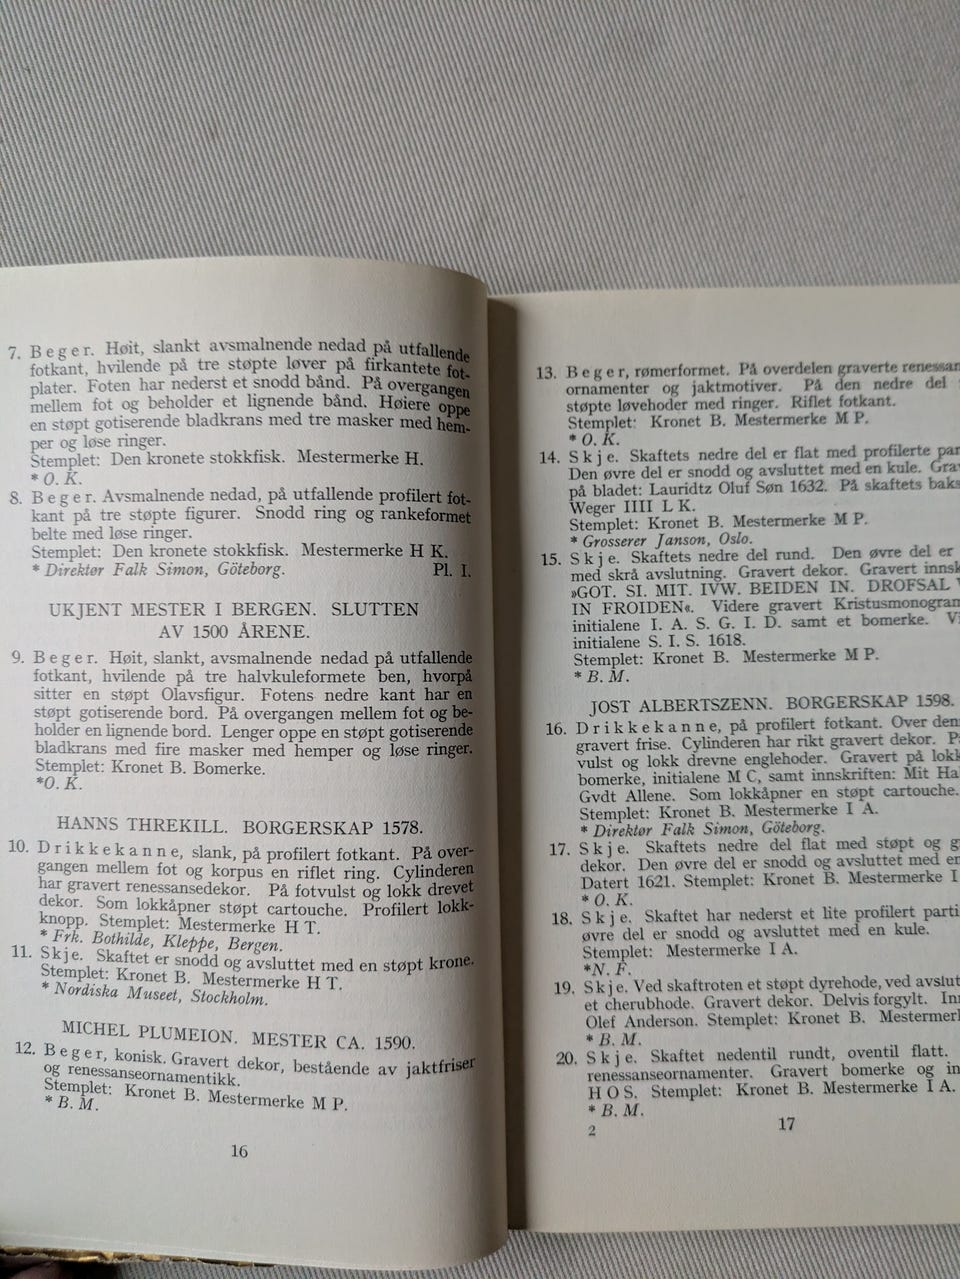 7. Beger. Høit, slankt avsmalnende nedad på utfallende
fotkant, hvilende på tre støpte løver på firkantete fot-
plater. Foten har nederst et snodd bånd. På overgangen
mellem fot og beholder et lignende bånd. Høiere oppe
en støpt gotiserende bladkrans med tre masker med hem-
per og løse ringer.
Stemplet: Den kronete stokkfisk. Mestermerke H.
* O. K.
8. Beger. Avsmalnende nedad, på utfallende profilert fot-
kant på tre støpte figurer. Snodd ring og rankeformet
belte med løse ringer.
Stemplet: Den kronete stokkfisk. Mestermerke H K.
* Direktør Falk Simon, Göteborg. Pl. I.
UKJENT MESTER I BERGEN. SLUTTEN
AV 1500 ÅRENE.
9. Beger. Høit, slankt, avsmalnende nedad på utfallende
fotkant, hvilende på tre halvkuleformete ben, hvorpå
sitter en støpt Olavsfigur. Fotens nedre kant har en
støpt gotiserende bord. På overgangen mellem fot og be-
holder en lignende bord. Lenger oppe en støpt gotiserende
bladkrans med fire masker med hemper og løse ringer.
Stemplet: Kronet B. Bomerke.
*O. K.
HANNS THREKILL. BORGERSKAP 1578.
10. Drikkekanne, slank, på profilert fotkant. På over-
gangen mellem fot og korpus en riflet ring. Cylinderen
har gravert renessansedekor. På fotvulst og lokk drevet
dekor. Som lokkåpner støpt cartouche. Profilert lokk-
knopp. Stemplet: Mestermerke H T.
* Frk. Bothilde, Kleppe, Bergen.
11. Skje. Skaftet er snodd og avsluttet med en støpt krone.
Stemplet: Kronet B. Mestermerke H T.
* Nordiska Museet, Stockholm.
MICHEL PLUMEION. MESTER CA. 1590.
12. Beger, konisk. Gravert dekor, bestående av jaktfriser
og renessanseornamentikk.
Stemplet: Kronet B. Mestermerke M P.
* B. M.
16
13. Beger, rømerformet. På overdelen graverte
ornamenter og jaktmotiver. På den nedre del
støpte løvehoder med ringer. Riflet fotkant.
Stemplet: Kronet B. Mestermerke M P.
* O. K.
14. Skje. Skaftets nedre del er flat med profilerte
Den øvre del er snodd og avsluttet med en kule.
på bladet: Lauridtz Oluf Søn 1632. På skaftets
Weger IIII L K.
Stemplet: Kronet B. Mestermerke M P.
* Grosserer Janson, Oslo.
15. Skje. Skaftets nedre del rund. Den øvre del er
med skrå avslutning. Gravert dekor. Gravert
»GOT. SI. MIT. IVW. BEIDEN IN. DROFSAL
IN FROIDEN«. Videre gravert
initialene I. A. S. G. I. D. samt et bomerke.
initialene S. I. S. 1618.
Stemplet: Kronet B. Mestermerke M P.
* B. M.
JOST ALBERTSZENN. BORGERSKAP 1598.
16. Drikkekanne, på profilert fotkant. Over
gravert frise. Cylinderen har rikt gravert dekor.
vulst og lokk drevne englehoder. Gravert på
bomerke, initialene M C, samt innskriften: Mit
Gvdt Allene. Som lokkåpner en støpt cartouche.
Stemplet: Kronet B. Mestermerke I A.
* Direktør Falk Simon, Göteborg.
17. Skje. Skaftets nedre del flat med støpt og
dekor. Den øvre del er snodd og avsluttet med
Datert 1621. Stemplet: Kronet B. Mestermerke I
* O. K.
18. Skje. Skaftet har nederst et lite profilert
øvre del er snodd og avsluttet med en kule.
Stemplet: Mestermerke I A.
*N. F.
19. Skje. Ved skaftroten et støpt dyrehode, ved
et cherubhode. Gravert dekor. Delvis forgylt.
Olef Anderson. Stemplet: Kronet B.
* B. M.
20. Skje. Skaftet nedentil rundt, oventil flatt.
renessanseornamenter. Gravert bomerke og
H O S. Stemplet: Kronet B. Mestermerke I A.
* B. M.
2
17